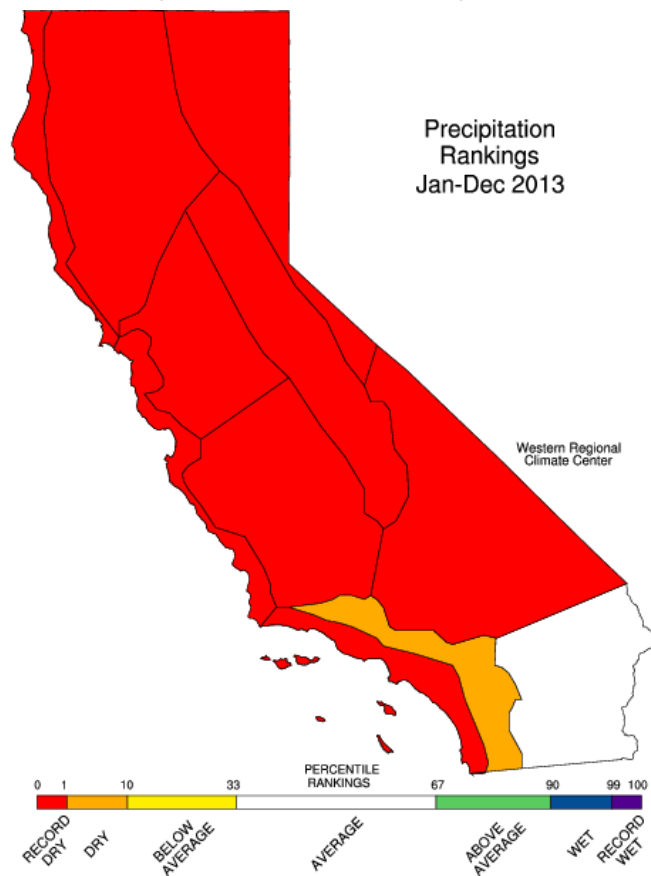 Precipitation
Rankings
Jan-Dec 2013
Western Regional
Climate Center
PERCENTILE
RANKINGS
0 1 10 33 67 90 99 100
RECORD
DRY
DRY
BELOW
AVERAGE
AVERAGE
ABOVE
AVERAGE
WET
RECORD
WET